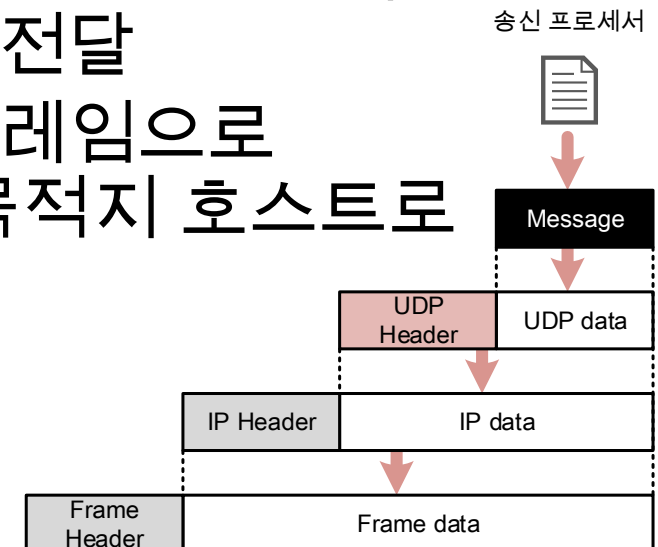 송신 프로세서
전달
레임으로
목적지 호스트로
Message
UDP
Header
UDP data
IP Header
IP data
Frame
Header
Frame data